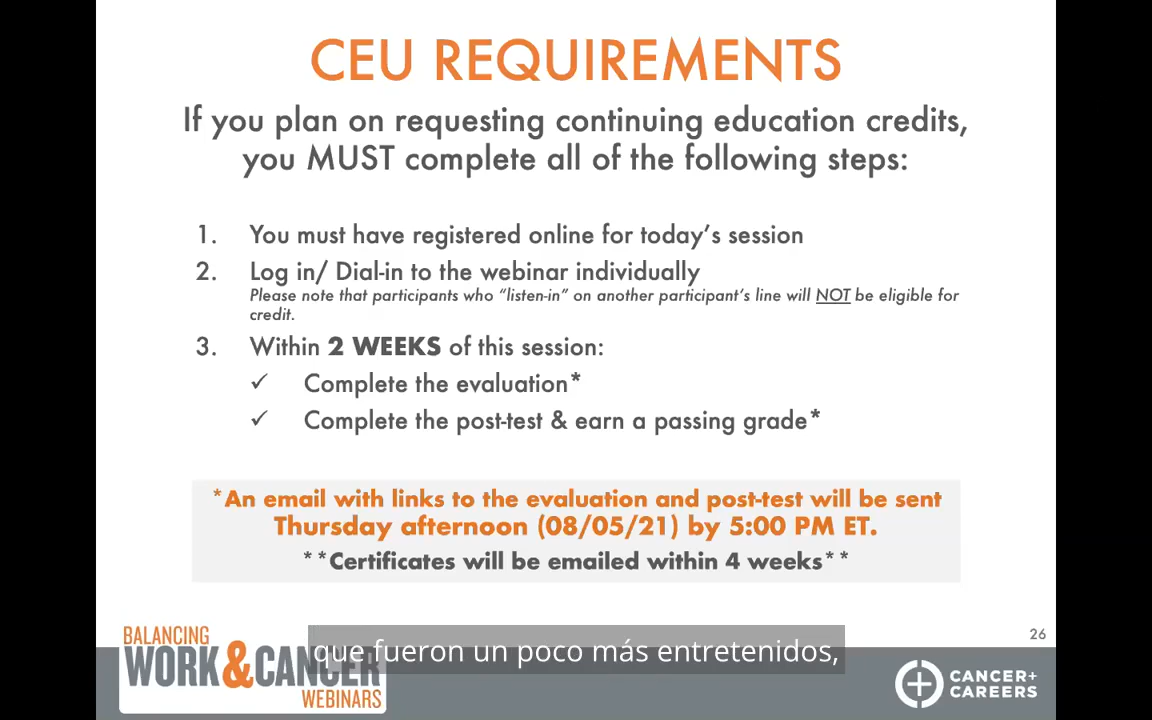 CEU REQUIREMENTS
If you plan on requesting continuing education credits,
you MUST complete all of the following steps:
1. You must have registered online for today's session
2. Log in/ Dial-in to the webinar individually
Please note that participants who "listen-in" on another participant's line will NOT be eligible for
credit.
3. Within 2 WEEKS of this session:
✓ Complete the evaluation*
✓ Complete the post-test & earn a passing grade*
*An email with links to the evaluation and post-test will be sent
Thursday afternoon (08/05/21) by 5:00 PM ET.
**Certificates will be emailed within 4 weeks**
26
BALANCING
WORK&CANCER
WEBINARS
que fueron un poco más entretenidos,
CANCER+
CAREERS